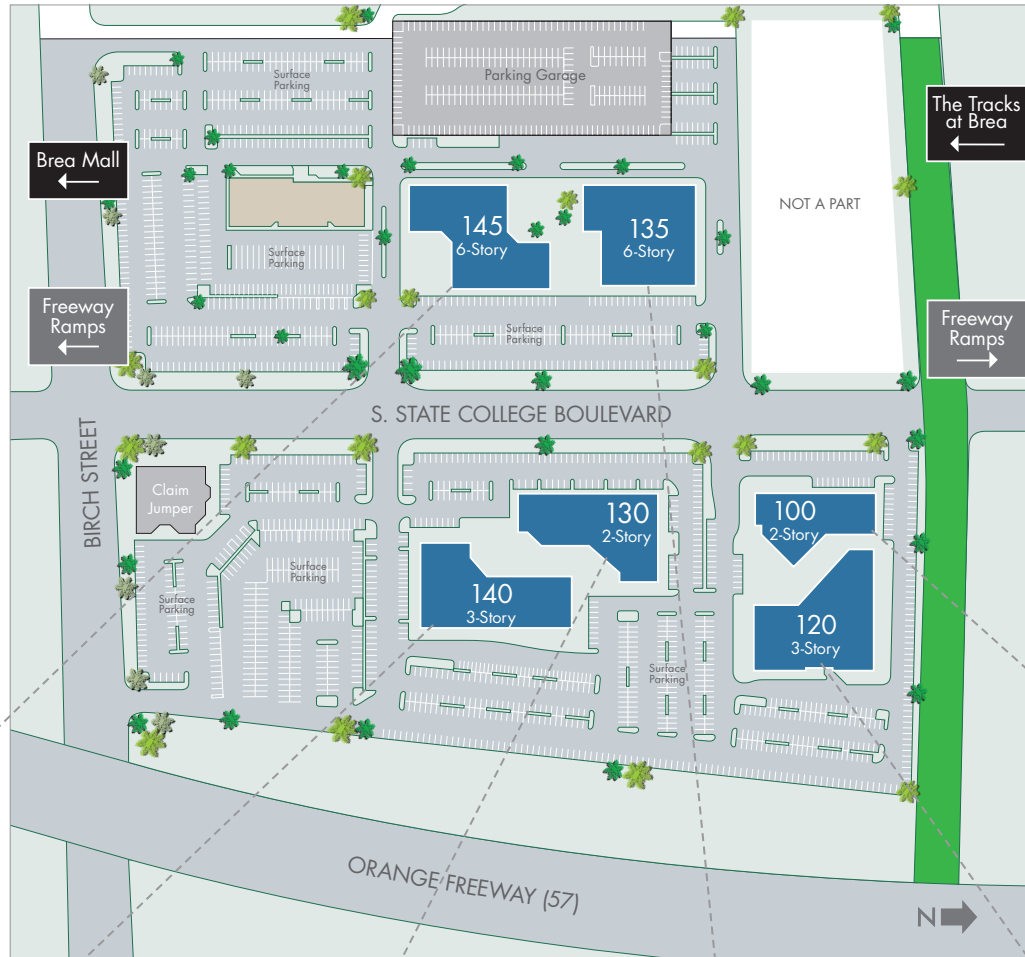 Surface
Parking
Parking Garage
The Tracks
at Brea
Brea Mall
NOT A PART
145
6-Story
135
6-Story
Surface
Parking
Freeway
Ramps
Surface
Parking
Freeway
Ramps
S. STATE COLLEGE BOULEVARD
BIRCH STREET
Claim
Jumper
130
2-Story
100
2-Story
Surface
Parking
140
3-Story
Surface
Parking
120
3-Story
Surface
Parking
ORANGE FREEWAY (57)
N